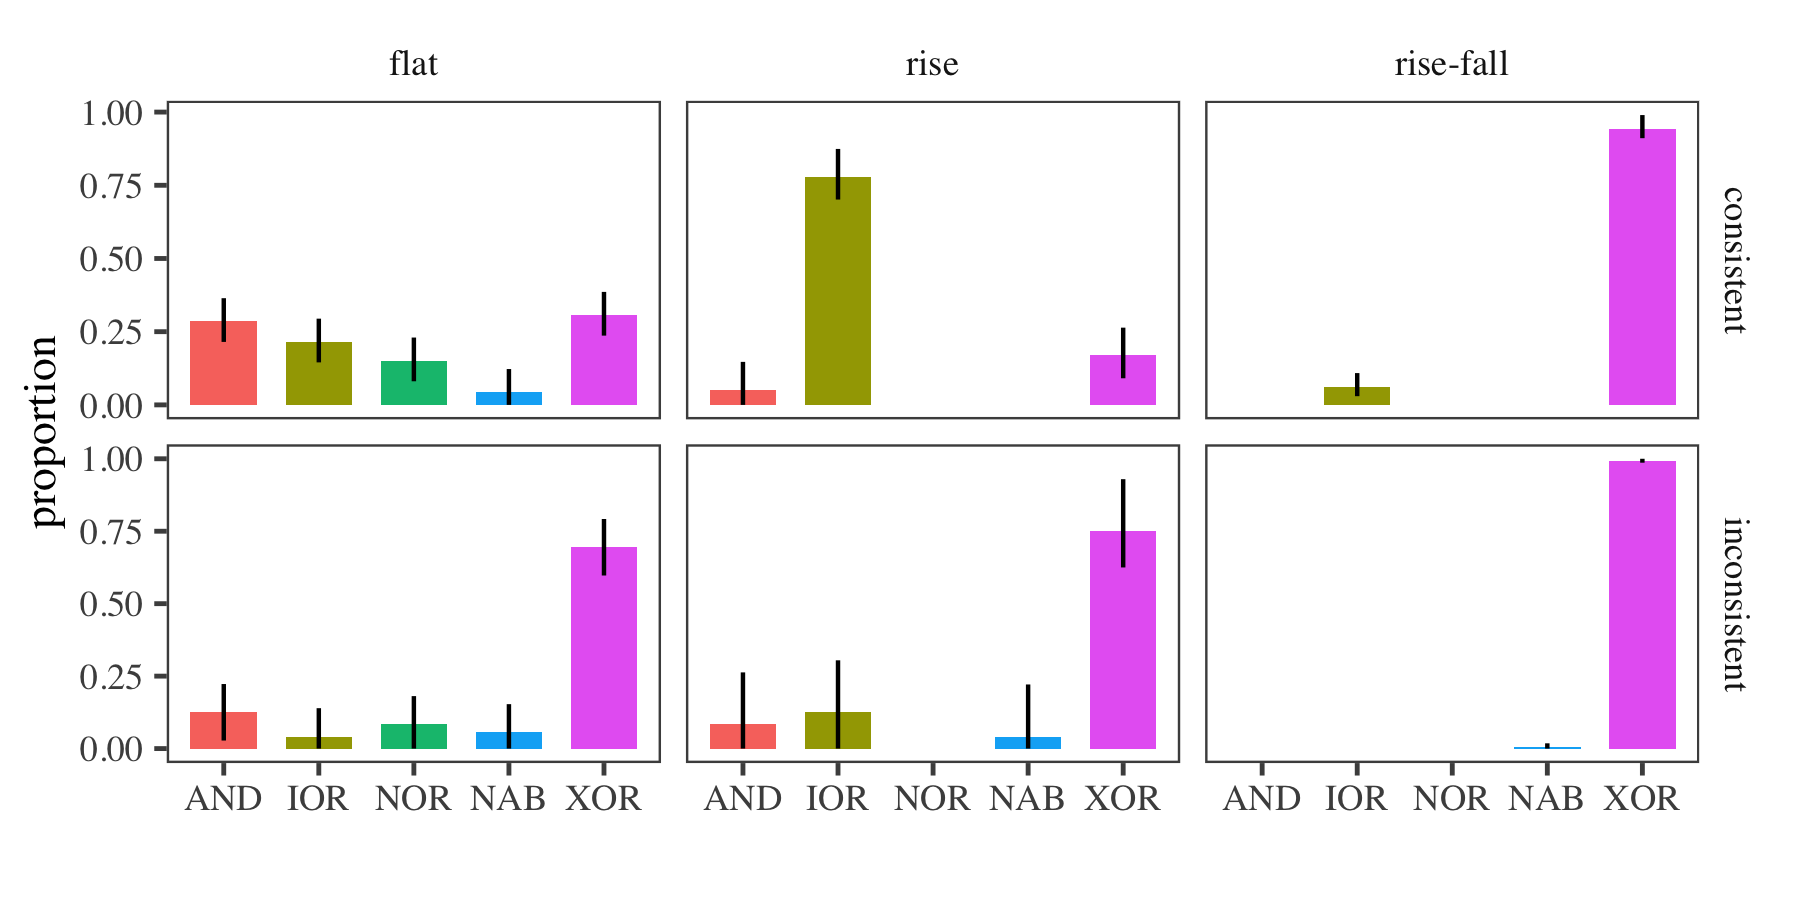 flat rise rise-fall
proportion
1.00
0.75
0.50
0.25
0.00
consistent
1.00
0.75
0.50
0.25
0.00
inconsistent
AND IOR NOR NAB XOR AND IOR NOR NAB XOR AND IOR NOR NAB XOR